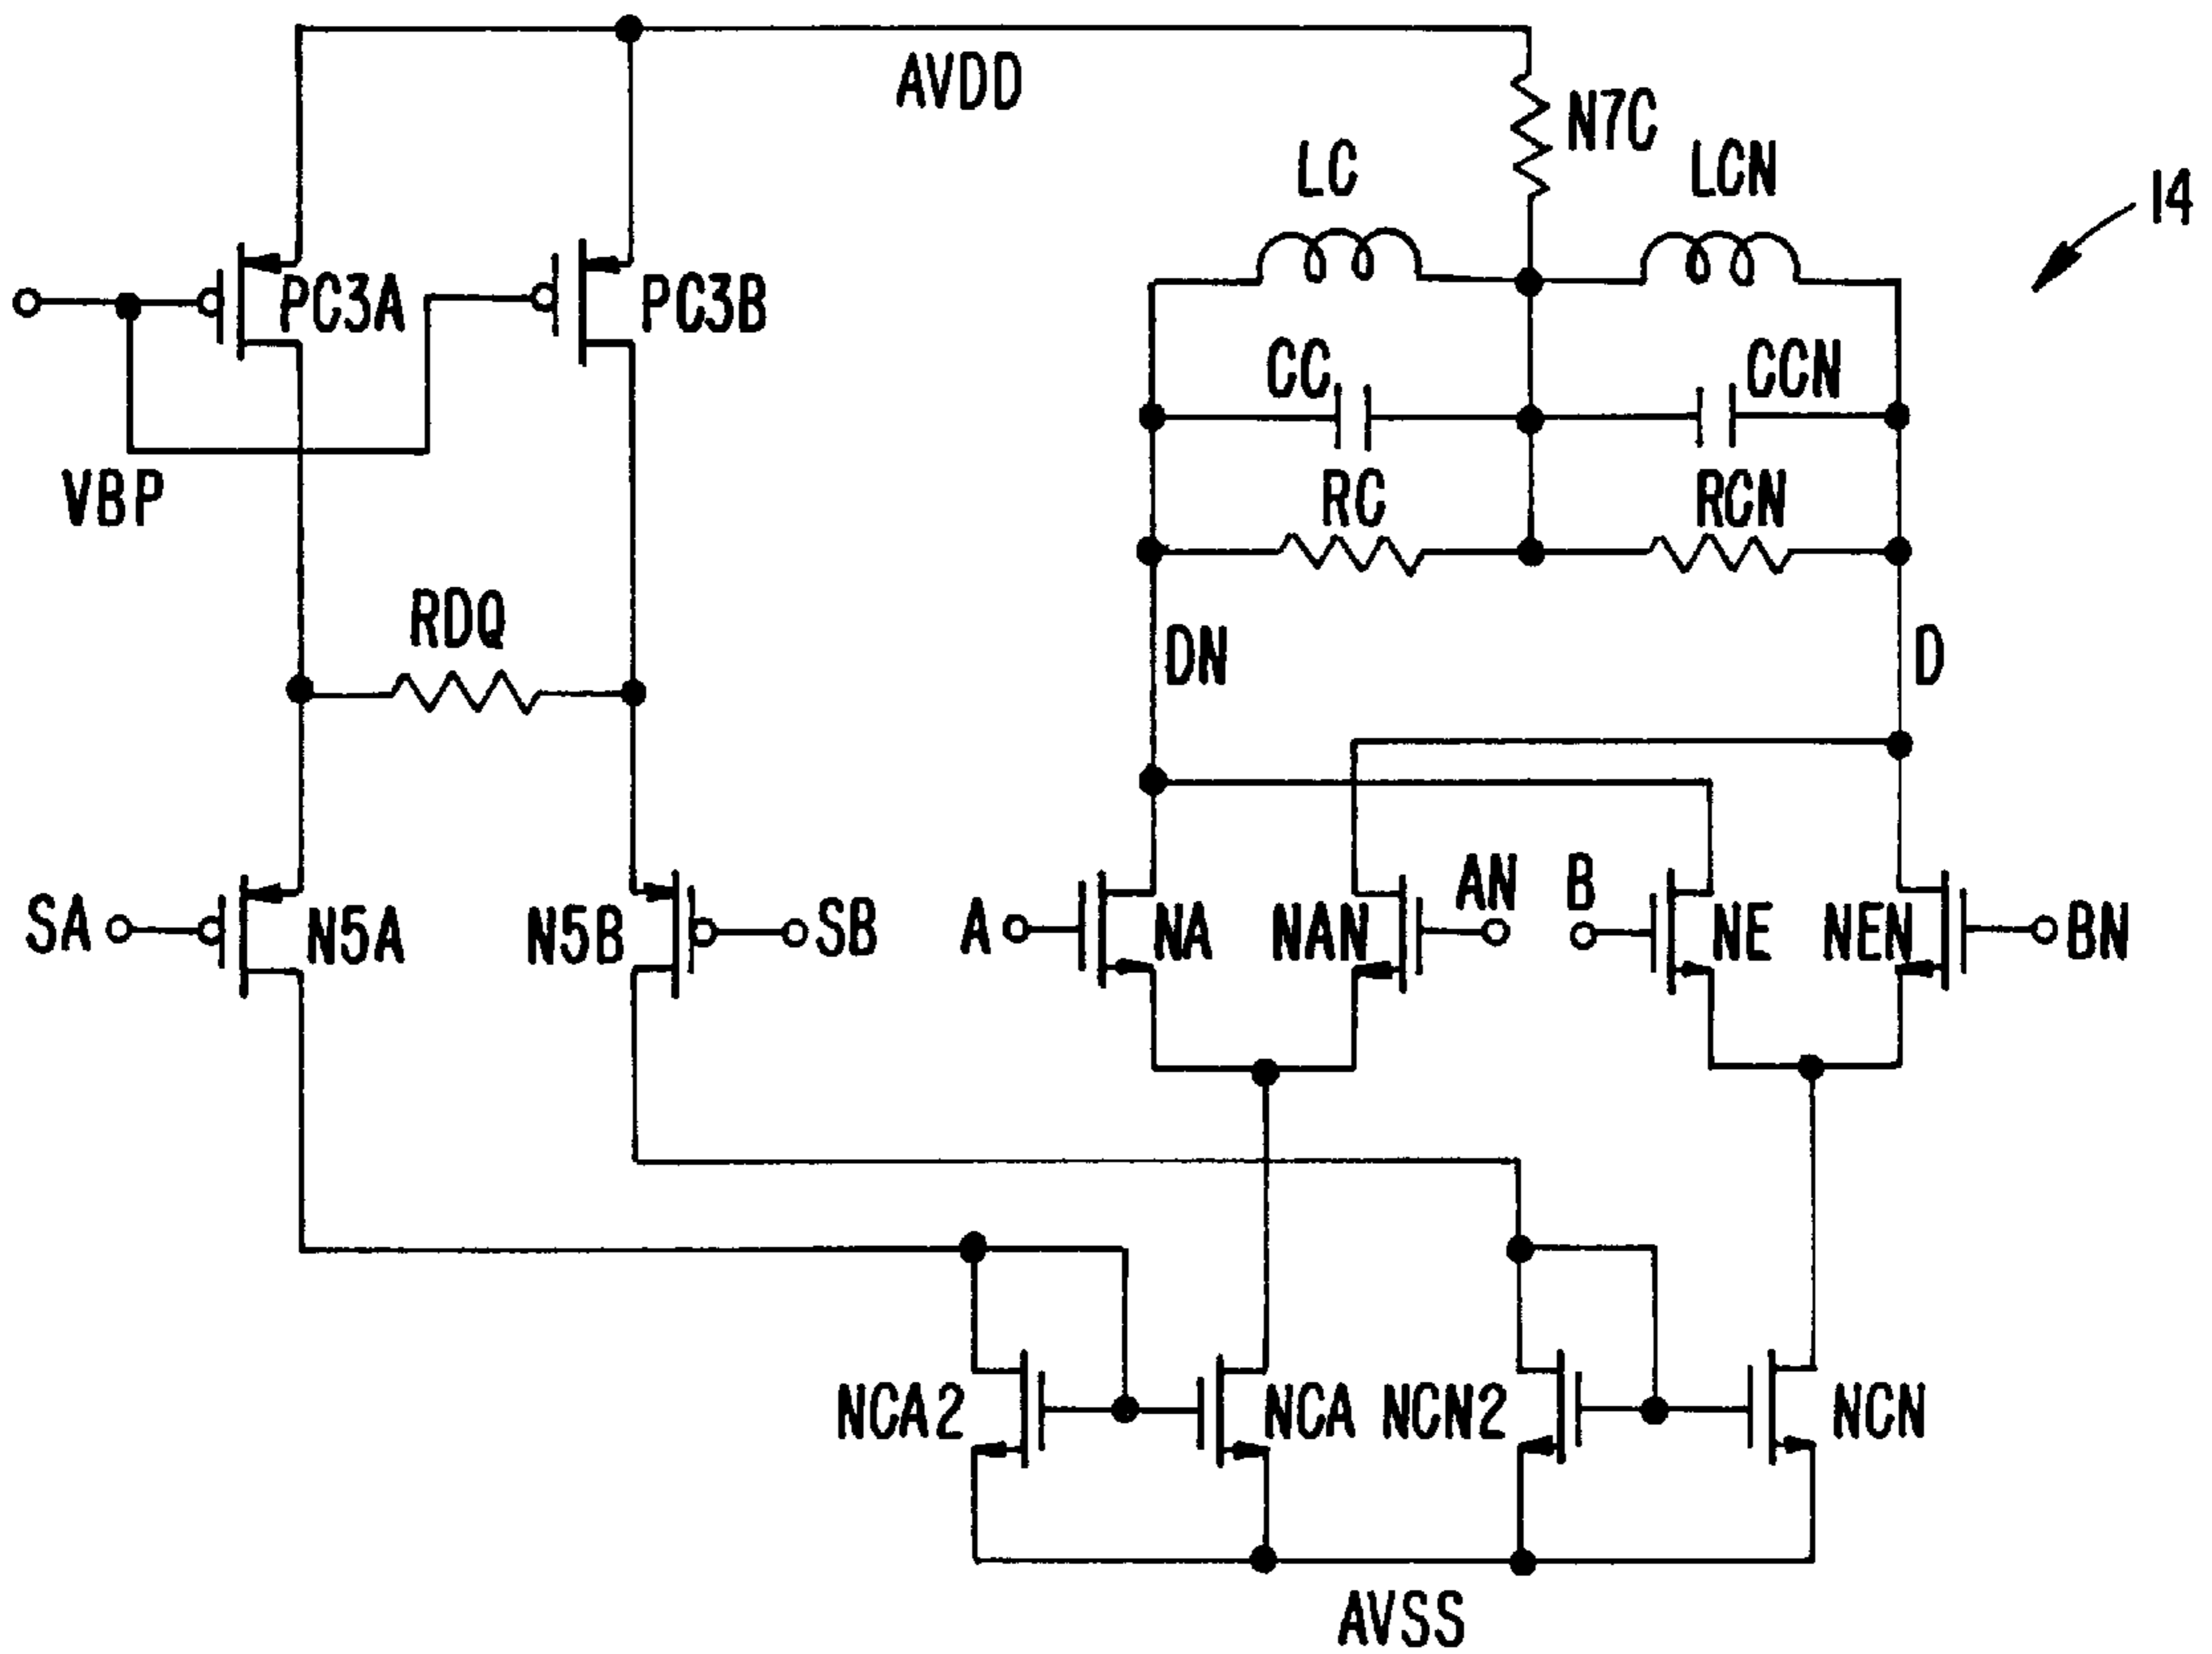 AVDD
N7C
LC
LCN
14
PC3A
PC3B
CC
CCN
VBP
RC
RCN
RDQ
DN
D
SA
N5A
N5B
SB
A
NA
NAN
AN
B
NE
NEN
BN
NCA2
NCA
NCN2
NCN
AVSS